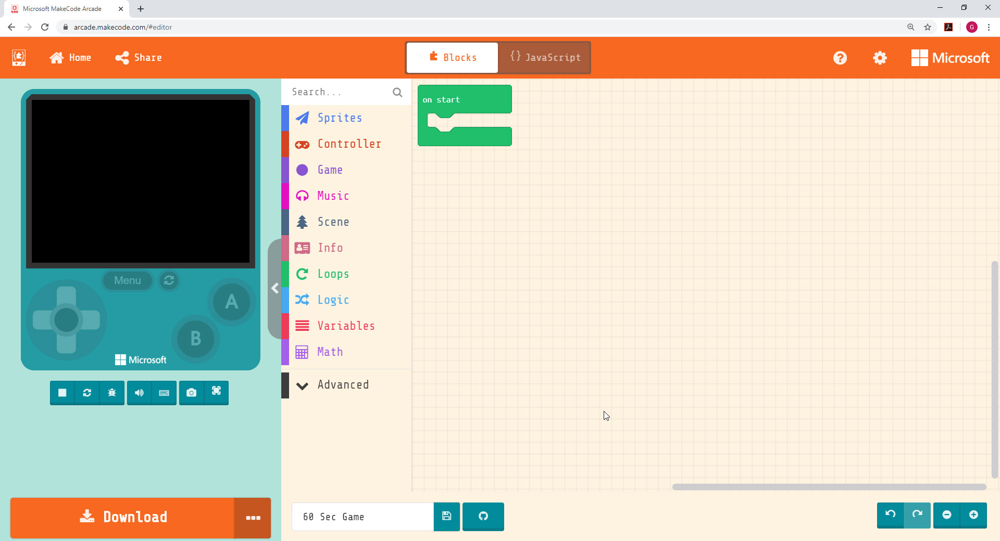 Microsoft MakeCode Arcade
arcade.makecode.com/#editor
G
Home
Share
Blocks
{} JavaScript
Microsoft
Search...
on start
Sprites
Controller
Game
Music
Scene
Info
Loops
Logic
Variables
Math
Advanced
Menu
A
B
Microsoft
Download
60 Sec Game